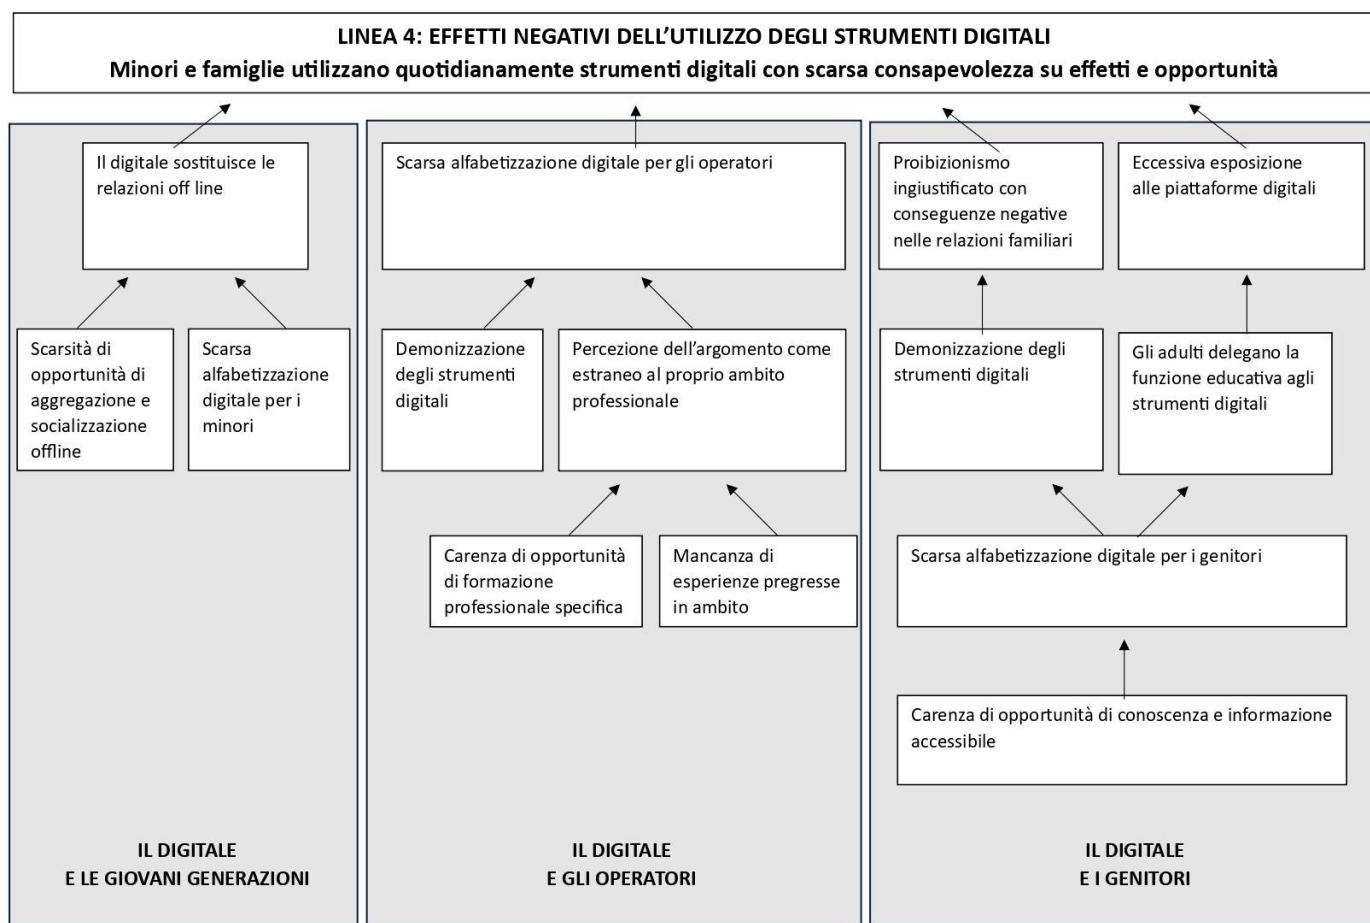 LINEA 4: EFFETTI NEGATIVI DELL’UTILIZZO DEGLI STRUMENTI DIGITALI
Minori e famiglie utilizzano quotidianamente strumenti digitali con scarsa consapevolezza su effetti e opportunità
Il digitale sostituisce le
relazioni off line
Scarsità di
opportunità di
aggregazione e
socializzazione
offline
Scarsa
alfabetizzazione
digitale per i
minori
IL DIGITALE
E LE GIOVANI GENERAZIONI
Scarsa alfabetizzazione digitale per gli operatori
Demonizzazione
degli strumenti
digitali
Percezione dell’argomento come
estraneo al proprio ambito
professionale
Carenza di opportunità
di formazione
professionale specifica
Mancanza di
esperienze pregresse
in ambito
IL DIGITALE
E GLI OPERATORI
Proibizionismo
ingiustificato con
conseguenze negative
nelle relazioni familiari
Eccessiva esposizione
alle piattaforme digitali
Demonizzazione degli
strumenti digitali
Gli adulti delegano la
funzione educativa agli
strumenti digitali
Scarsa alfabetizzazione digitale per i genitori
Carenza di opportunità di conoscenza e informazione
accessibile
IL DIGITALE
E I GENITORI